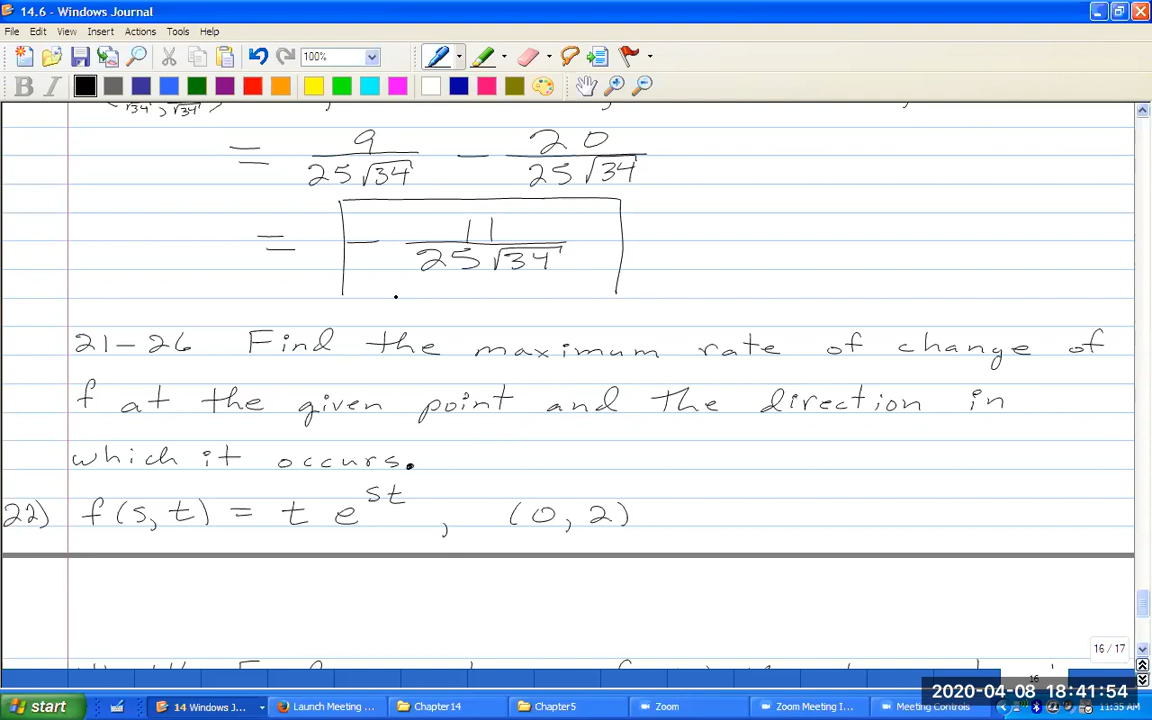 14.6 - Windows Journal
File Edit View Insert Actions Tools Help
100%
B I
√34 , √34
= 9/(25√34) - 20/(25√34)
= - 11/(25√34)
21-26 Find the maximum rate of change of
f at the given point and the direction in
which it occurs.
22) f(s,t) = t e^(st) , (0, 2)
16 / 17
16
2020-04-08 18:41:54
start 14 Windows J... Launch Meeting ... Chapter14 Chapter5 Zoom Zoom Meeting I... Meeting Controls 11:35 AM